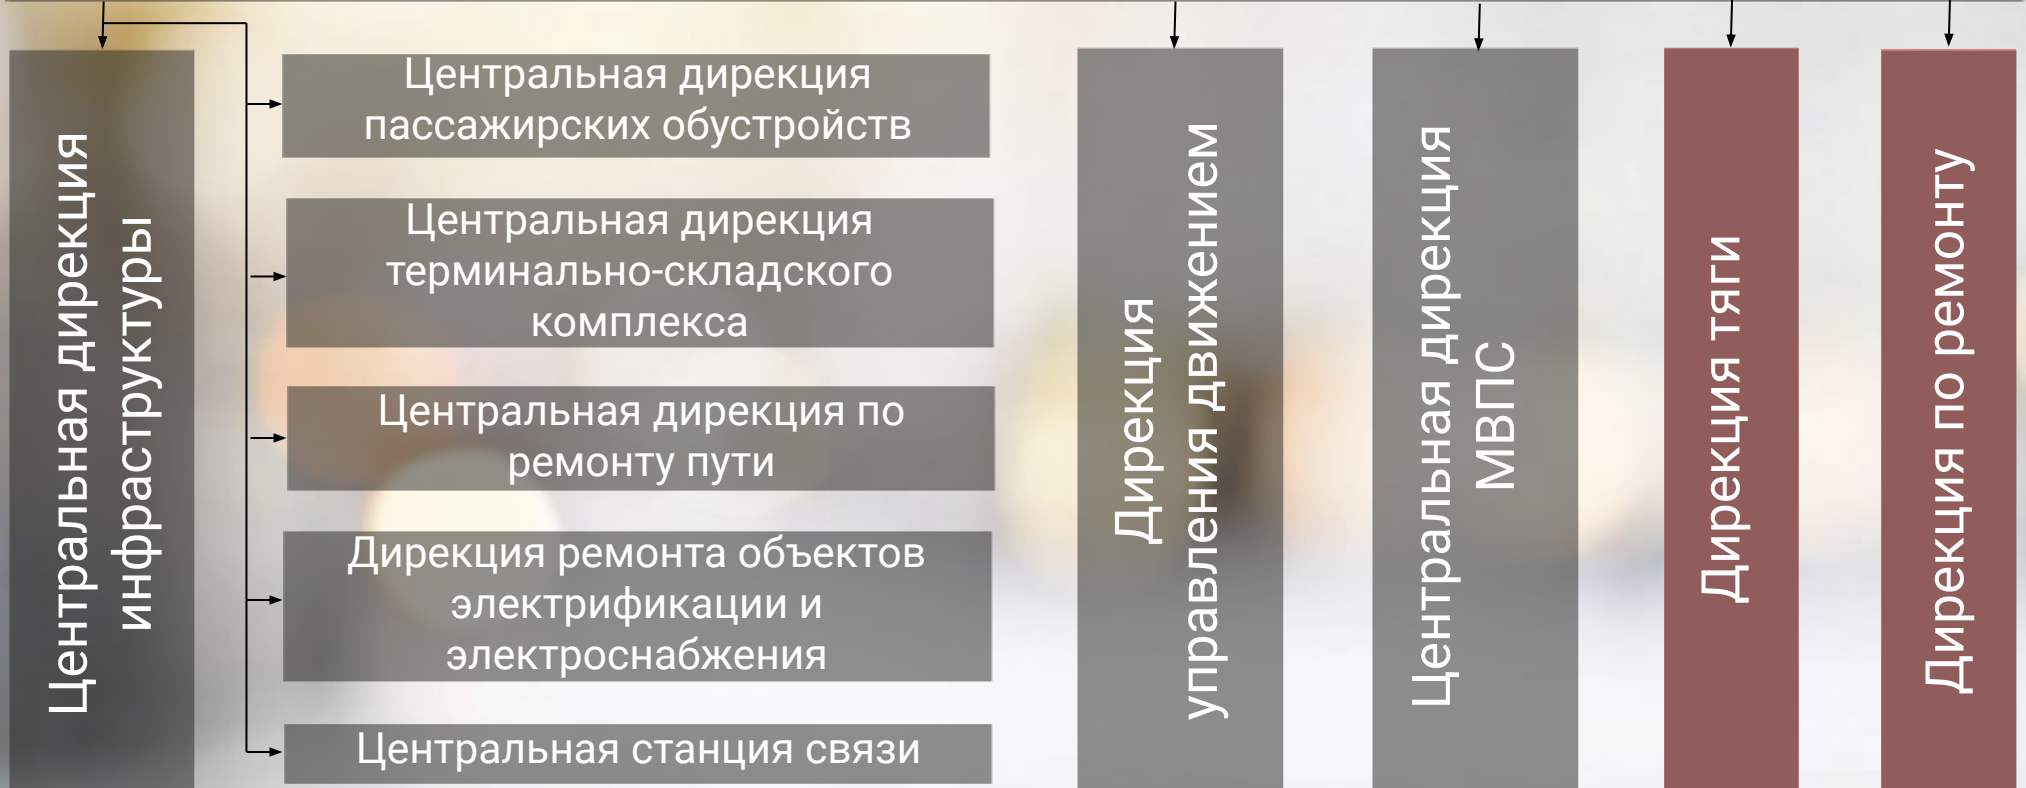 Центральная дирекция
инфраструктуры
Центральная дирекция
пассажирских обустройств
Центральная дирекция
терминально-складского
комплекса
Центральная дирекция по
ремонту пути
Дирекция ремонта объектов
электрификации и
электроснабжения
Центральная станция связи
Дирекция
управления движением
Центральная дирекция
МВПС
Дирекция тяги
Дирекция по ремонту